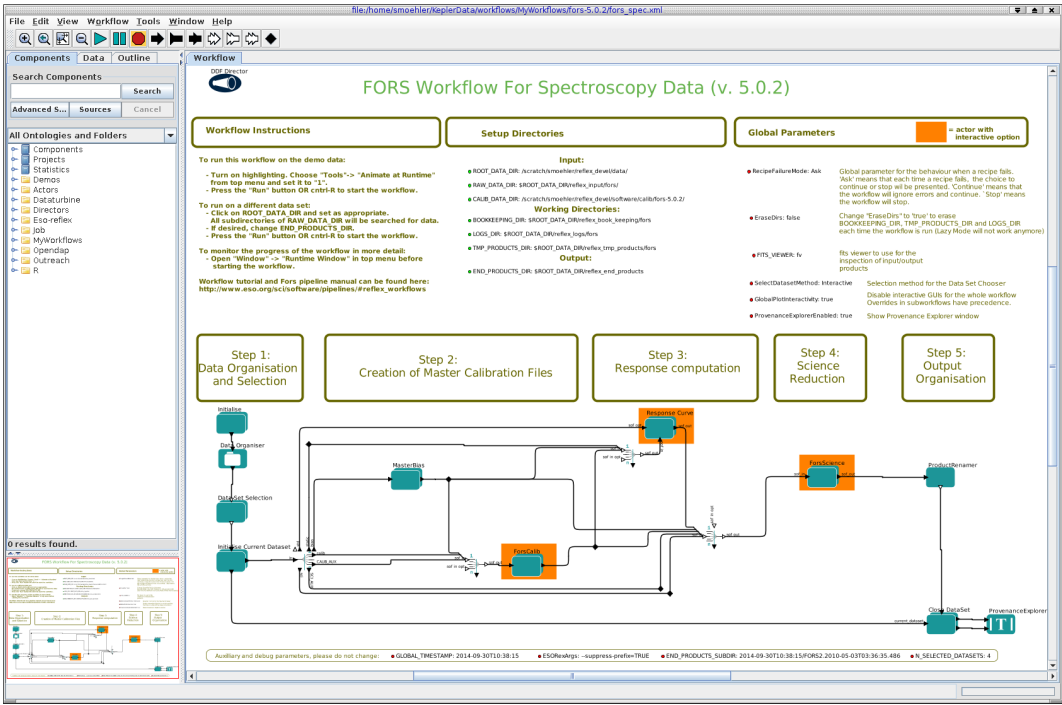 file:/home/smoehler/KeplerData/workflows/MyWorkflows/fors-5.0.2/fors_spec.xml
File Edit View Workflow Tools Window Help
Components Data Outline
Workflow
Search Components
Search
Advanced S... Sources Cancel
All Ontologies and Folders
Components
Projects
Statistics
Demos
Actors
Dataturbine
Directors
Eso-reflex
Job
MyWorkflows
Opendap
Outreach
R
0 results found.
DDF Director
FORS Workflow For Spectroscopy Data (v. 5.0.2)
Workflow Instructions
To run this workflow on the demo data:
- Turn on highlighting. Choose "Tools"-> "Animate at Runtime"
from top menu and set it to "1".
- Press the "Run" button OR cntrl-R to start the workflow.
To run on a different data set:
- Click on ROOT_DATA_DIR and set as appropriate.
All subdirectories of RAW_DATA_DIR will be searched for data.
- If desired, change END_PRODUCTS_DIR.
- Press the "Run" button OR cntrl-R to start the workflow.
To monitor the progress of the workflow in more detail:
- Open "Window" -> "Runtime Window" in top menu before
starting the workflow.
Workflow tutorial and Fors pipeline manual can be found here:
http://www.eso.org/sci/software/pipelines/#reflex_workflows
Setup Directories
Input:
ROOT_DATA_DIR: /scratch/smoehler/reflex_devel/data/
RAW_DATA_DIR: $ROOT_DATA_DIR/reflex_input/fors/
CALIB_DATA_DIR: /scratch/smoehler/reflex_devel/software/calib/fors-5.0.2/
Working Directories:
BOOKKEEPING_DIR: $ROOT_DATA_DIR/reflex_book_keeping/fors
LOGS_DIR: $ROOT_DATA_DIR/reflex_logs/fors
TMP_PRODUCTS_DIR: $ROOT_DATA_DIR/reflex_tmp_products/fors
Output:
END_PRODUCTS_DIR: $ROOT_DATA_DIR/reflex_end_products
Global Parameters
= actor with
interactive option
RecipeFailureMode: Ask
Global parameter for the behaviour when a recipe fails.
'Ask' means that each time a recipe fails, the choice to
continue or stop wil be presented. 'Continue' means that
the workflow will ignore errors and continue. 'Stop' means
the workflow will stop.
EraseDirs: false
Change "EraseDirs" to "true' to erase
BOOKKEEPING_DIR, TMP_PRODUCTS_DIR and LOGS_DIR
each time the workflow is run (Lazy Mode will not work anymore)
FITS_VIEWER: fv
fits viewer to use for the
inspection of input/output
products
SelectDatasetMethod: Interactive
Selection method for the Data Set Chooser
GlobalPlotInteractivity: true
Disable interactive GUIs for the whole workflow
Overrides in subworkflows have precedence.
ProvenanceExplorerEnabled: true
Show Provenance Explorer window
Step 1:
Data Organisation
and Selection
Step 2:
Creation of Master Calibration Files
Step 3:
Response computation
Step 4:
Science
Reduction
Step 5:
Output
Organisation
Initialise
Data Organiser
DataSet Selection
Initialise Current Dataset
CALIB_AUX
MasterBias
ForsCalib
Response Curve
ForsScience
ProductRenamer
Close DataSet
current_dataset
ProvenanceExplorer
T
Auxiliary and debug parameters, please do not change:
GLOBAL_TIMESTAMP: 2014-09-30T10:38:15
ESORexArgs: --suppress-prefix=TRUE
END_PRODUCTS_SUBDIR: 2014-09-30T10:38:15/FORS2.2010-05-03T03:36:35.486
N_SELECTED_DATASETS: 4